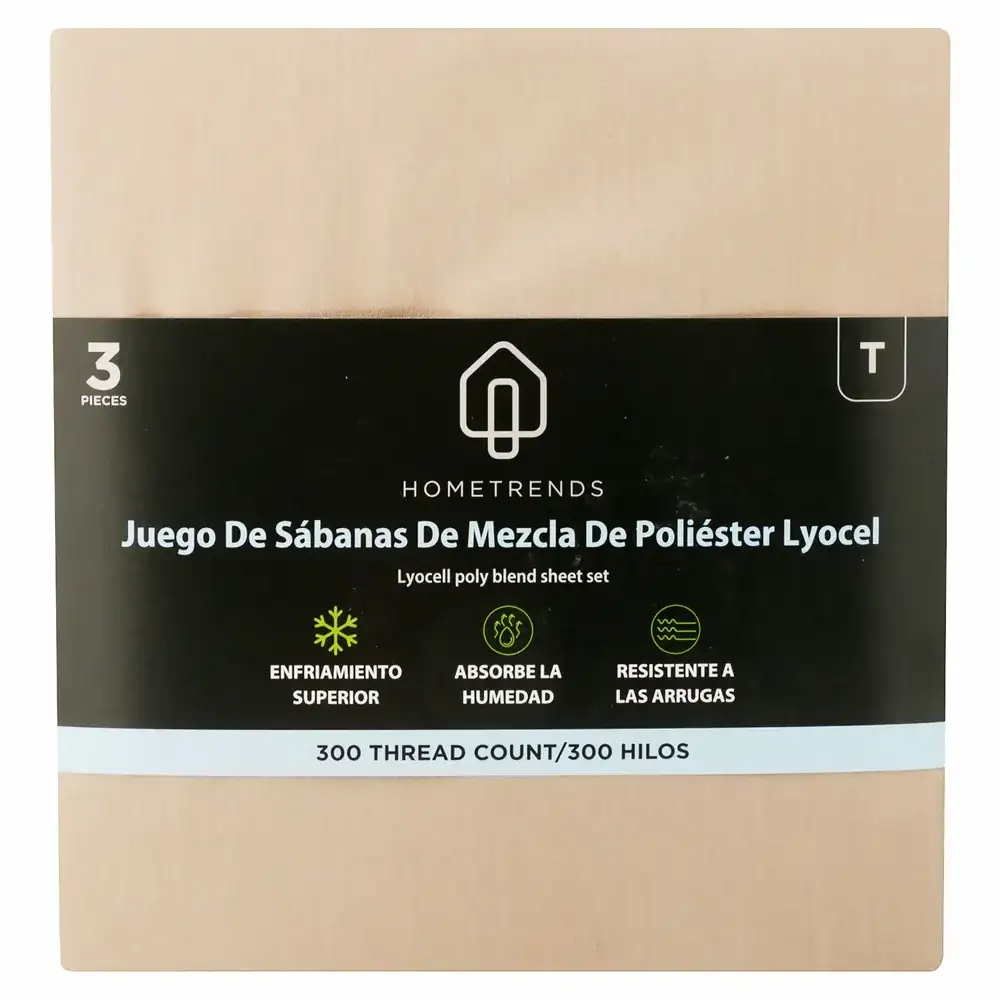 3
PIECES
T
HOMETRENDS
Juego De Sábanas De Mezcla De Poliéster Lyocel
Lyocell poly blend sheet set
ENFRIAMIENTO
SUPERIOR
ABSORBE LA
HUMEDAD
RESISTENTE A
LAS ARRUGAS
300 THREAD COUNT/300 HILOS